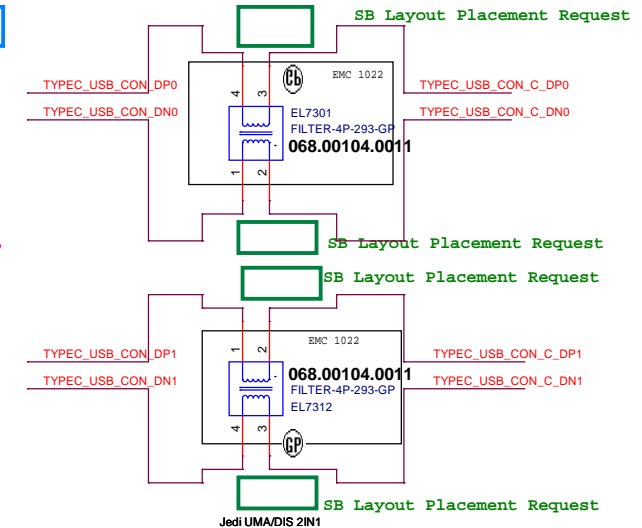 SB Layout Placement Request
EMC 1022
TYPEC_USB_CON_DP0
4
3
TYPEC_USB_CON_C_DP0
TYPEC_USB_CON_DN0
EL7301
TYPEC_USB_CON_C_DN0
FILTER-4P-293-GP
068.00104.0011
1
2
SB Layout Placement Request
SB Layout Placement Request
EMC 1022
TYPEC_USB_CON_DP1
1
2
TYPEC_USB_CON_C_DP1
068.00104.0011
TYPEC_USB_CON_DN1
FILTER-4P-293-GP
TYPEC_USB_CON_C_DN1
EL7312
4
3
GP
SB Layout Placement Request
Jedi UMA/DIS 2IN1